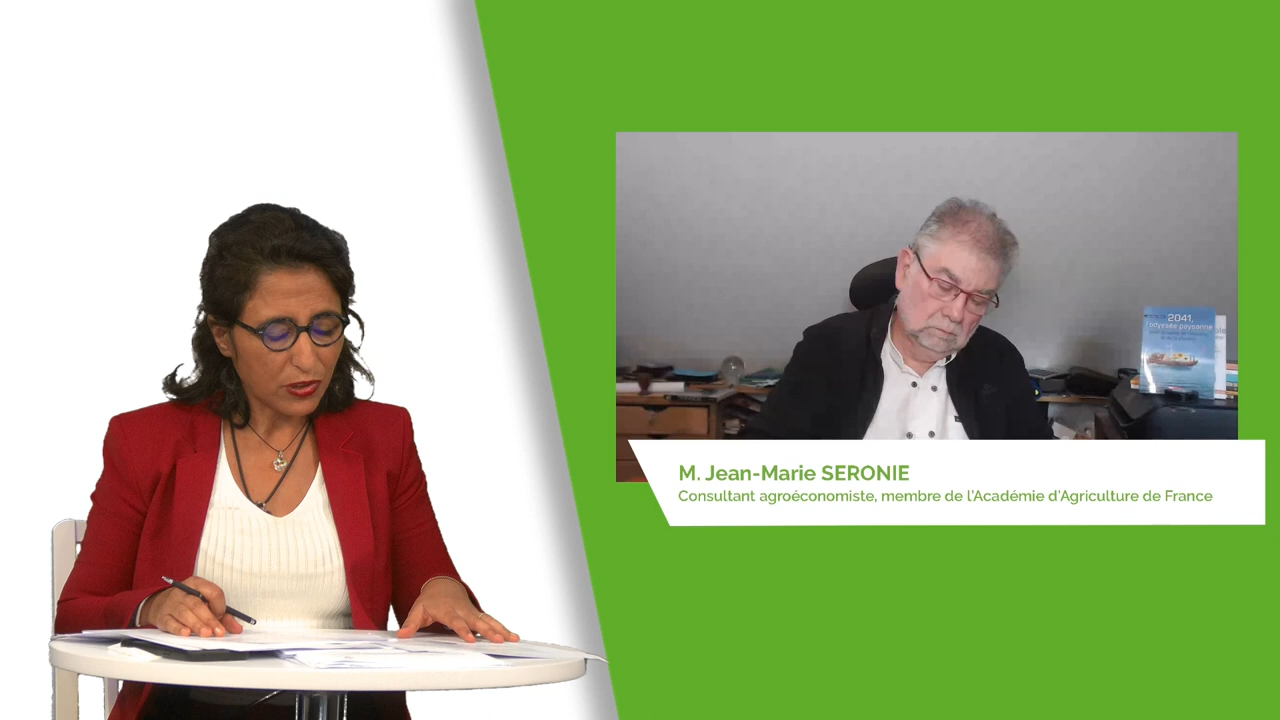 2041,
l'odyssée paysanne
M. Jean-Marie SERONIE
Consultant agroéconomiste, membre de l'Académie d'Agriculture de France